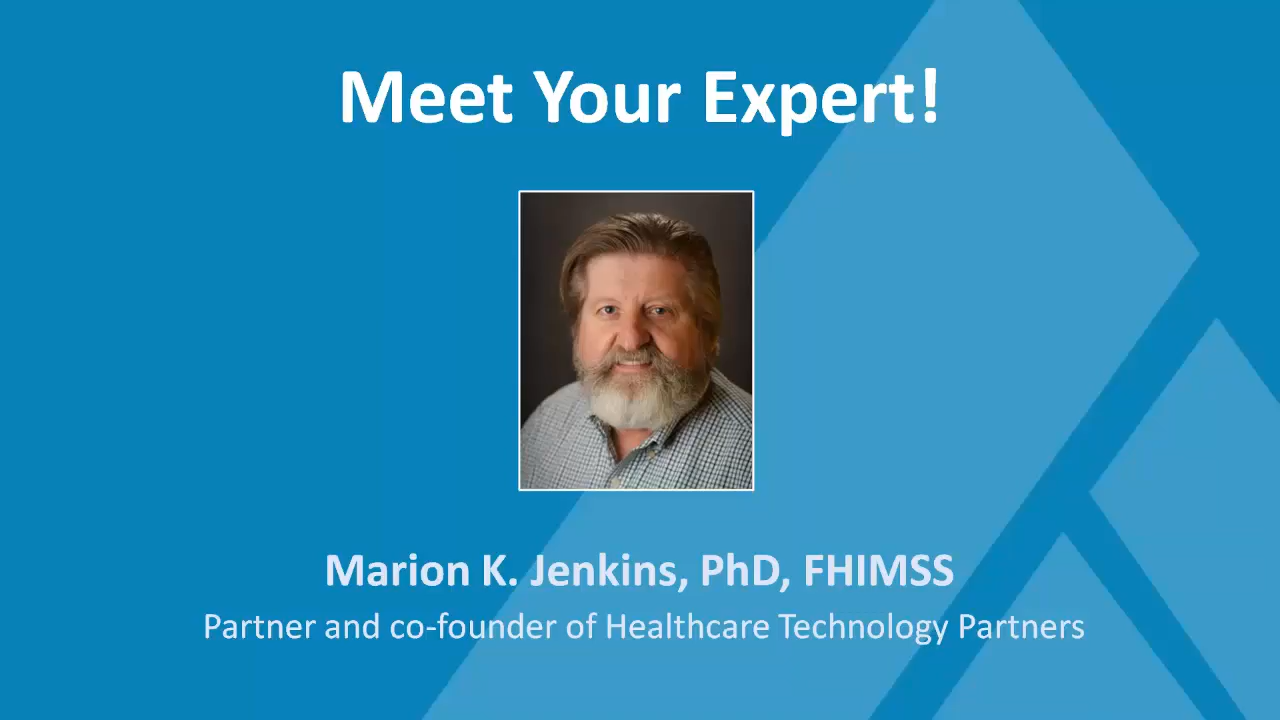 Meet Your Expert!
Marion K. Jenkins, PhD, FHIMSS
Partner and co-founder of Healthcare Technology Partners